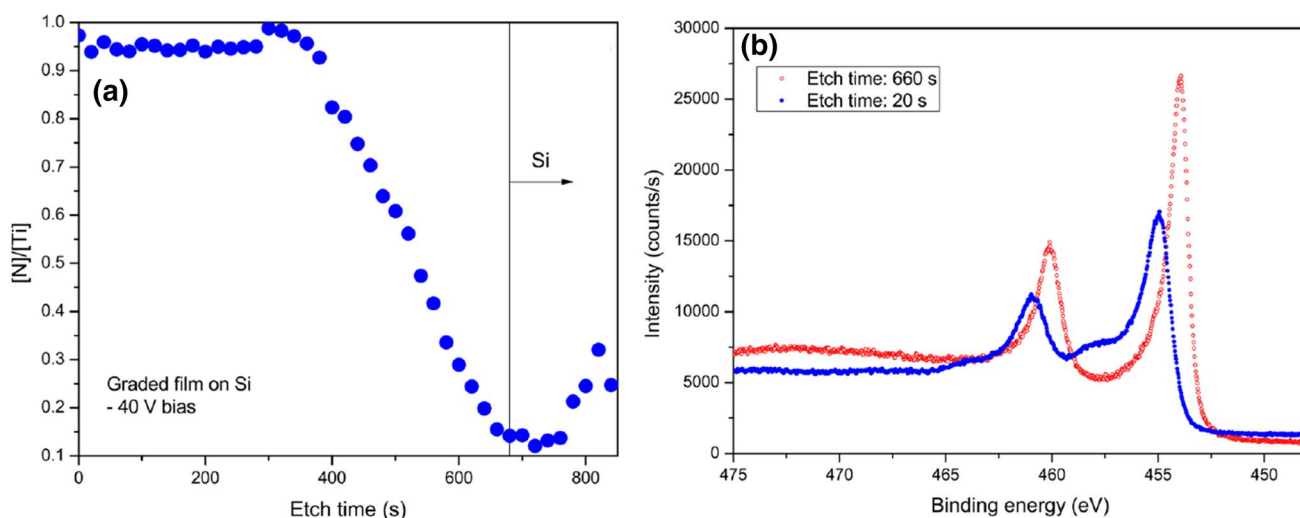 (a)
1.0
0.9
0.8
0.7
0.6
0.5
0.4
0.3
0.2
0.1
[N]/[Ti]
Si
Graded film on Si
- 40 V bias
0 200 400 600 800
Etch time (s)
(b)
Etch time: 660 s
Etch time: 20 s
30000
25000
20000
15000
10000
5000
0
Intensity (counts/s)
475 470 465 460 455 450
Binding energy (eV)